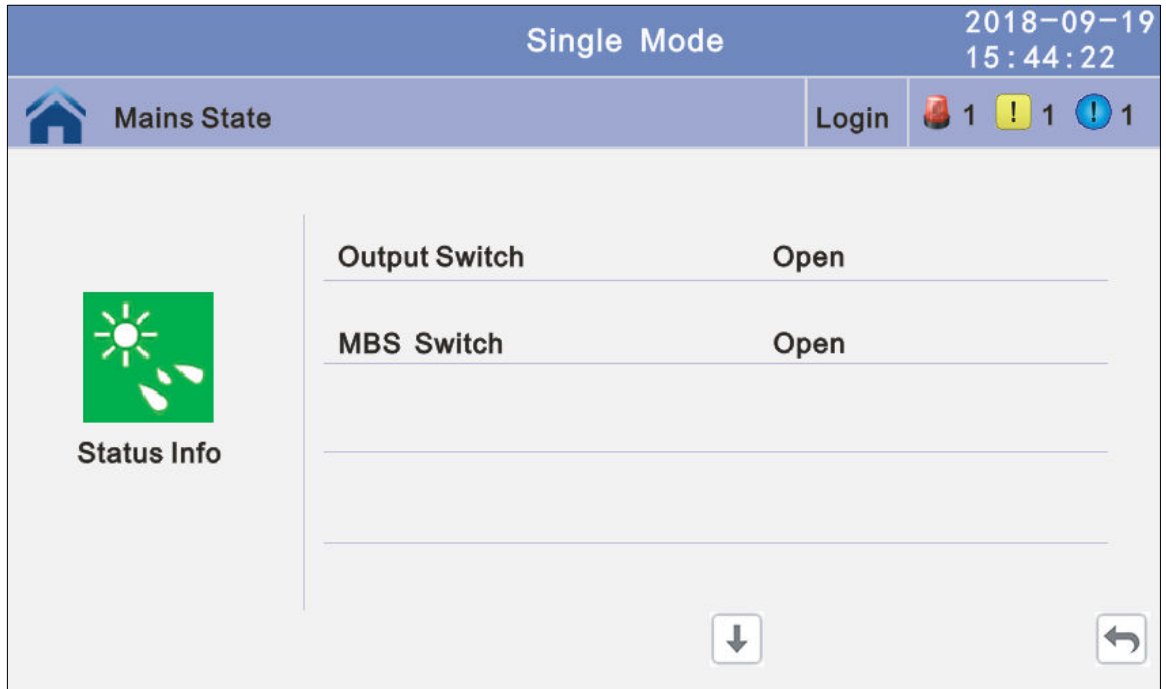 Single Mode
2018-09-19
15:44:22
Mains State
Login
1
! 1
! 1
Output Switch Open
MBS Switch Open
Status Info